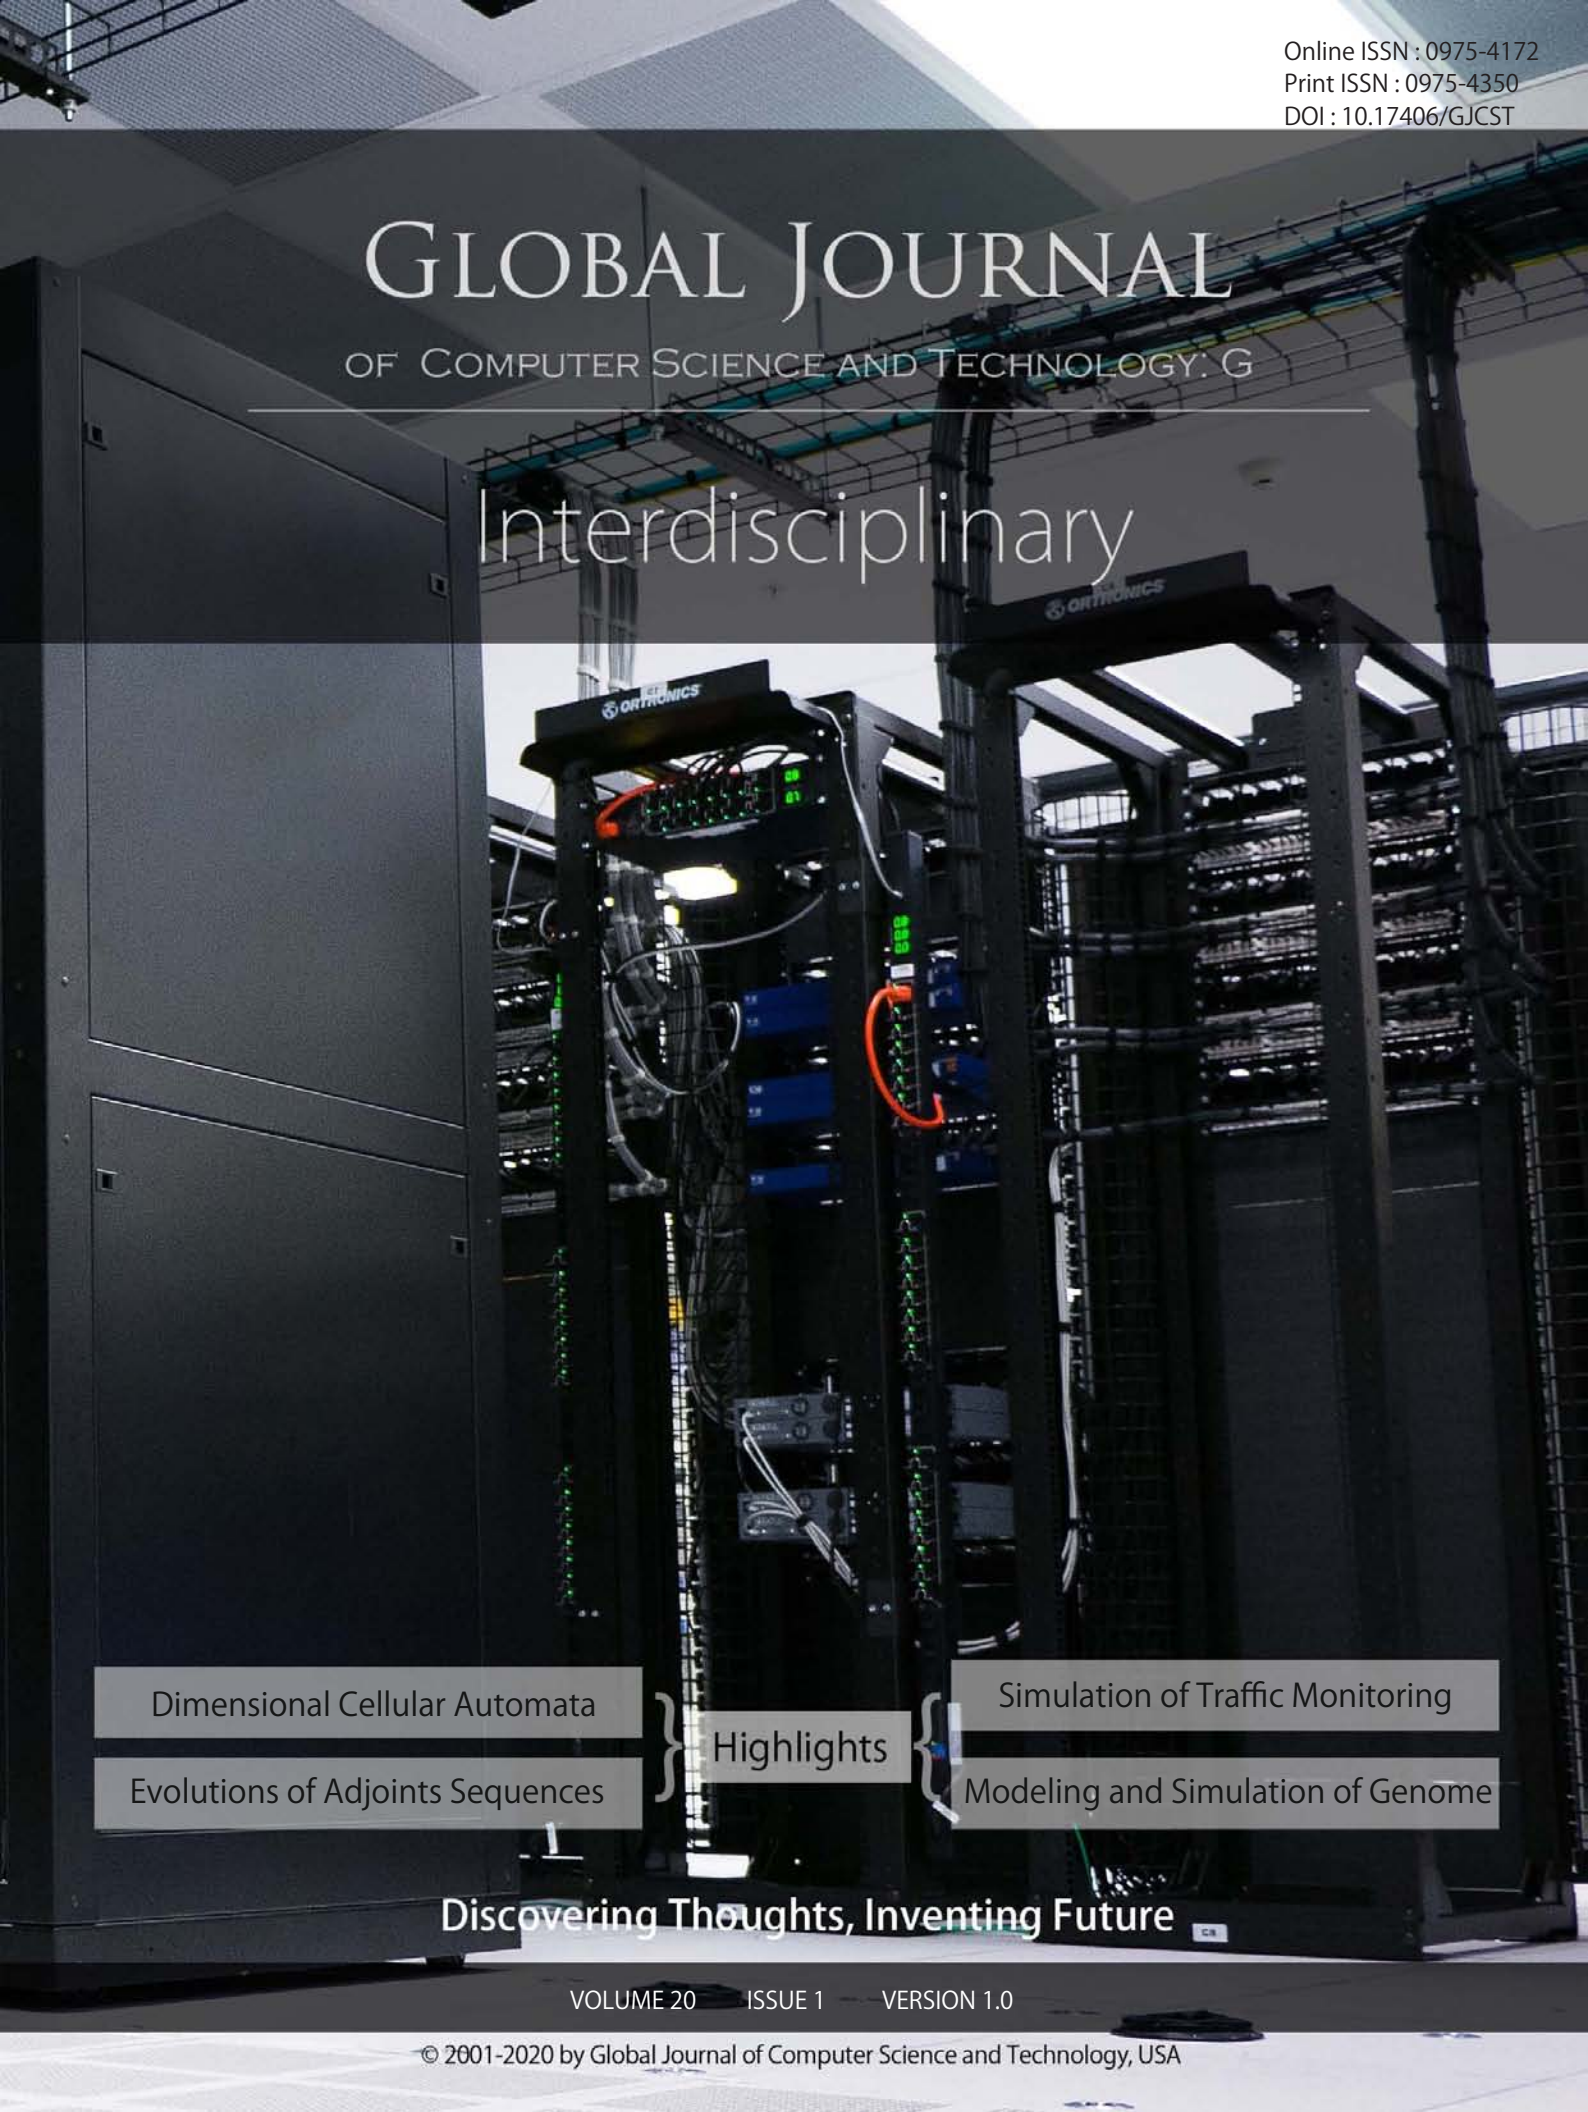 Online ISSN : 0975-4172
Print ISSN : 0975-4350
DOI : 10.17406/GJCST
GLOBAL JOURNAL
OF COMPUTER SCIENCE AND TECHNOLOGY: G
Interdisciplinary
ORTRONICS
ORTRONICS
Dimensional Cellular Automata
Evolutions of Adjoints Sequences
Highlights
Simulation of Traffic Monitoring
Modeling and Simulation of Genome
Discovering Thoughts, Inventing Future
VOLUME 20 ISSUE 1 VERSION 1.0
© 2001-2020 by Global Journal of Computer Science and Technology, USA